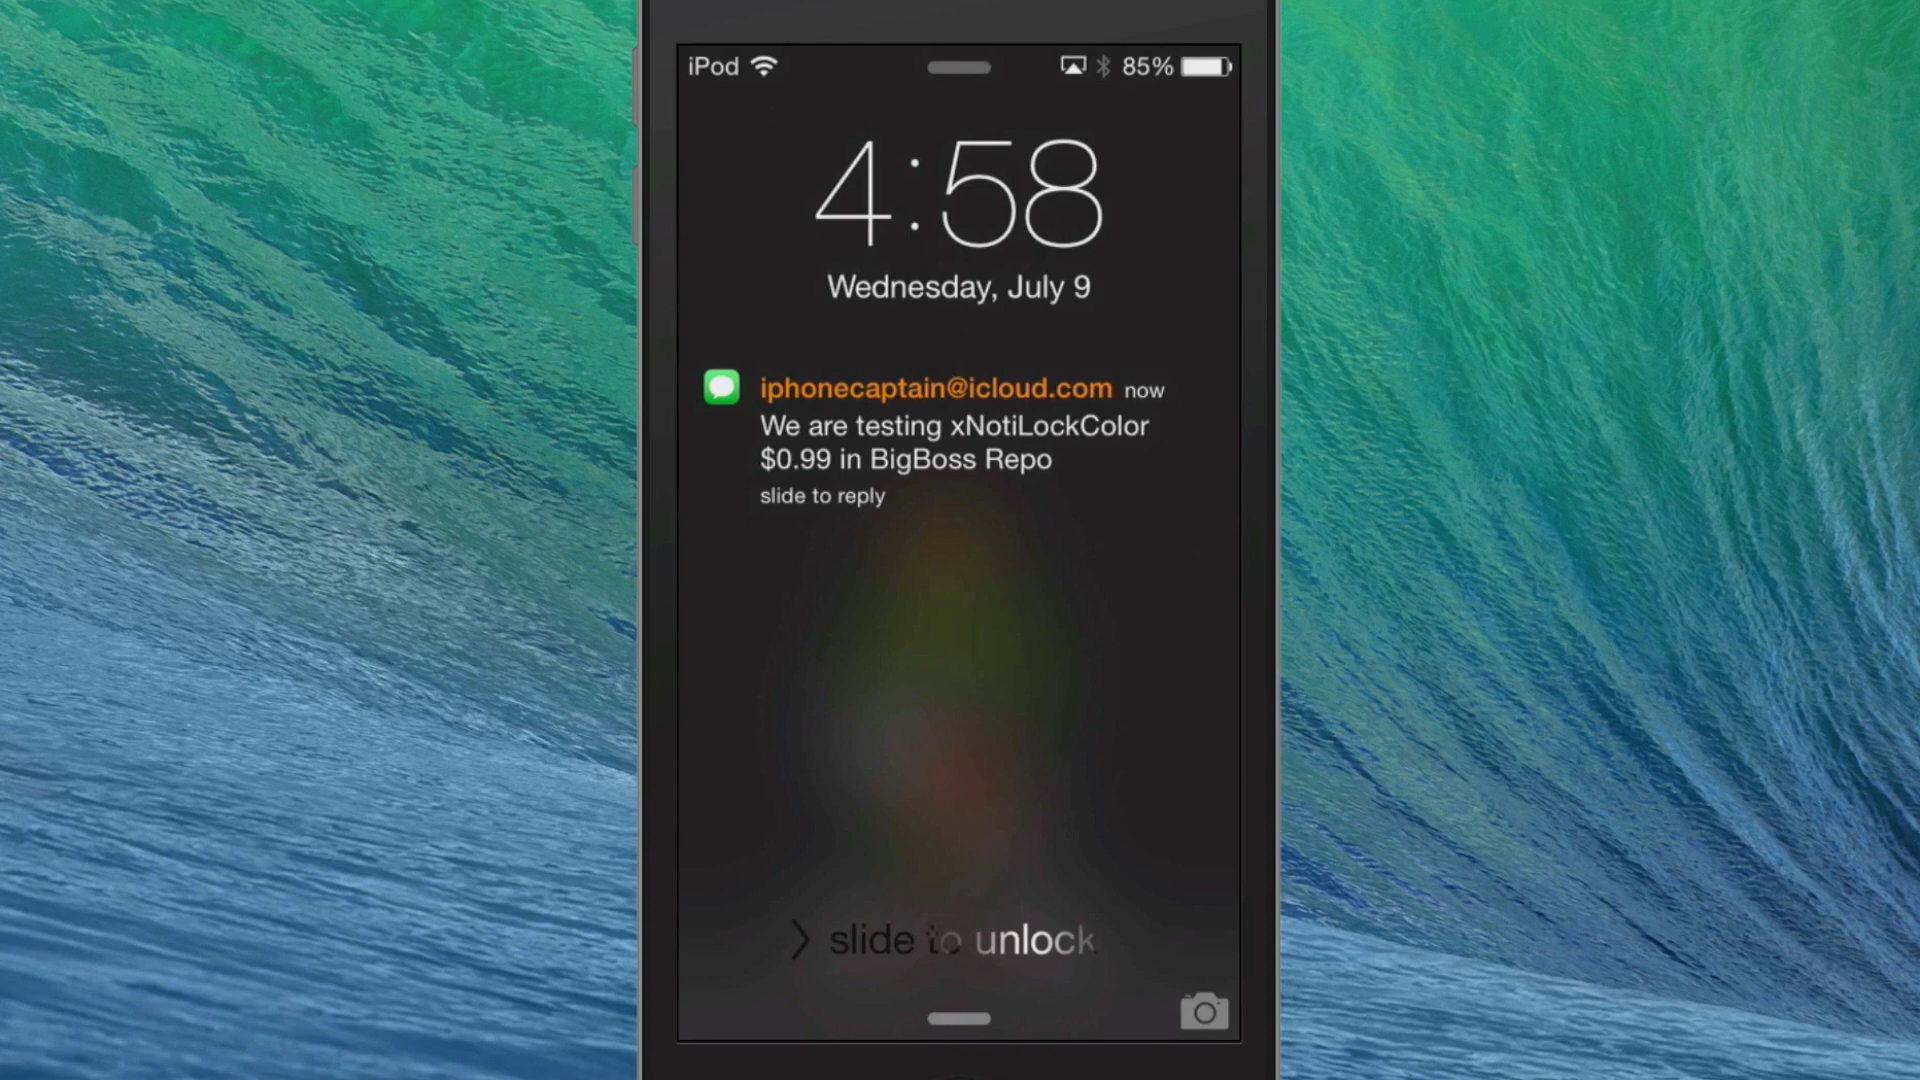 iPod 85%
4:58
Wednesday, July 9
iphonecaptain@icloud.com now
We are testing xNotiLockColor
$0.99 in BigBoss Repo
slide to reply
slide to unlock